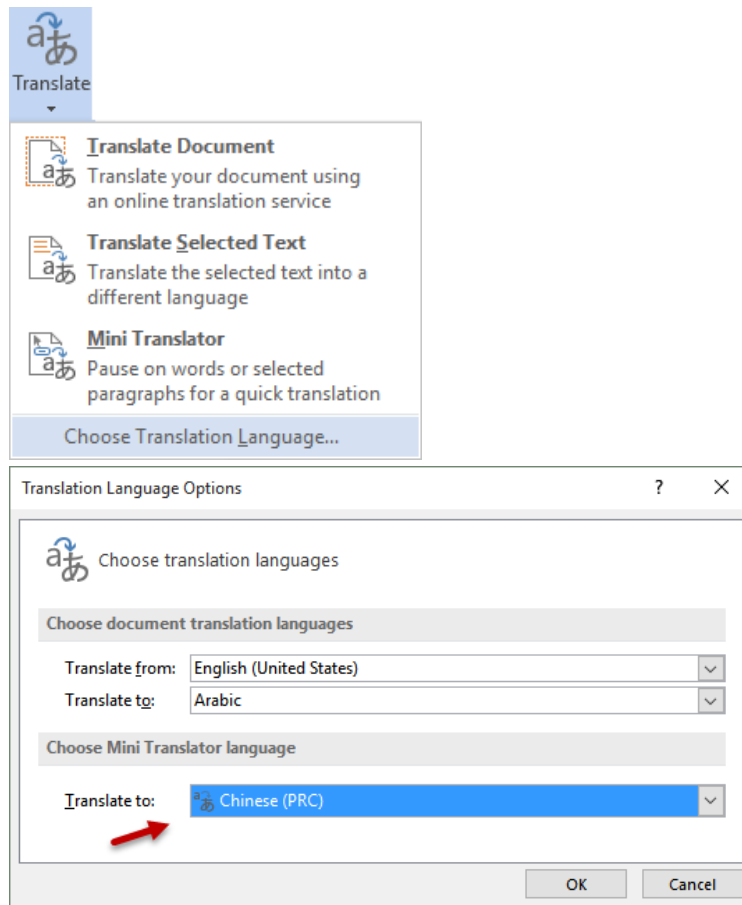 Translate
Translate Document
Translate your document using
an online translation service
Translate Selected Text
Translate the selected text into a
different language
Mini Translator
Pause on words or selected
paragraphs for a quick translation
Choose Translation Language...
Translation Language Options
Choose translation languages
Choose document translation languages
Translate from: English (United States)
Translate to: Arabic
Choose Mini Translator language
Translate to: Chinese (PRC)
OK Cancel